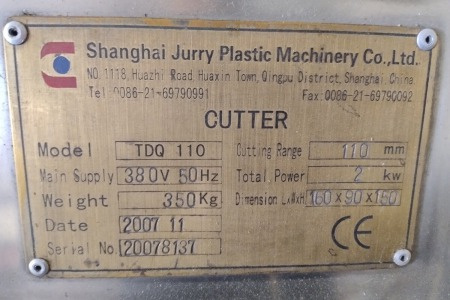 Shanghai Jurry Plastic Machinery Co.,Ltd.
NO.1118,Huazhi Road Huaxin Town,Qingpu District,Shanghai,China
Tel:0086-21-69790991 Fax:0086-21-69790092
CUTTER
Model TDQ 110 Cutting Range 110 mm
Main Supply 380V 50Hz Total Power 2 kw
Weight 350Kg Dimension LxWxH 160x90x150
Date 2007 11
Serial No. 20078137 CE